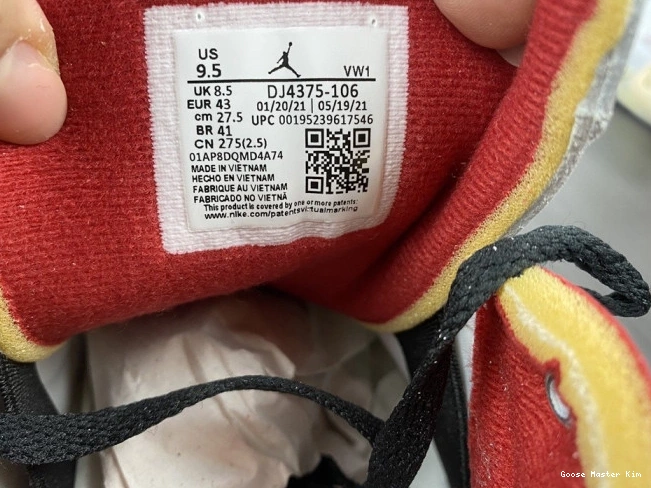 US
9.5
VW1
UK 8.5
EUR 43
cm 27.5
BR 41
CN 275(2.5)
DJ4375-106
01/20/21 | 05/19/21
UPC 00195239617546
01AP8DQMD4A74
MADE IN VIETNAM
HECHO EN VIETNAM
FABRIQUE AU VIETNAM
FABRICADO NO VIETNÃ
This product is covered by one or more patents:
www.nike.com/patentsvirtualmarking
Goose Master Kim